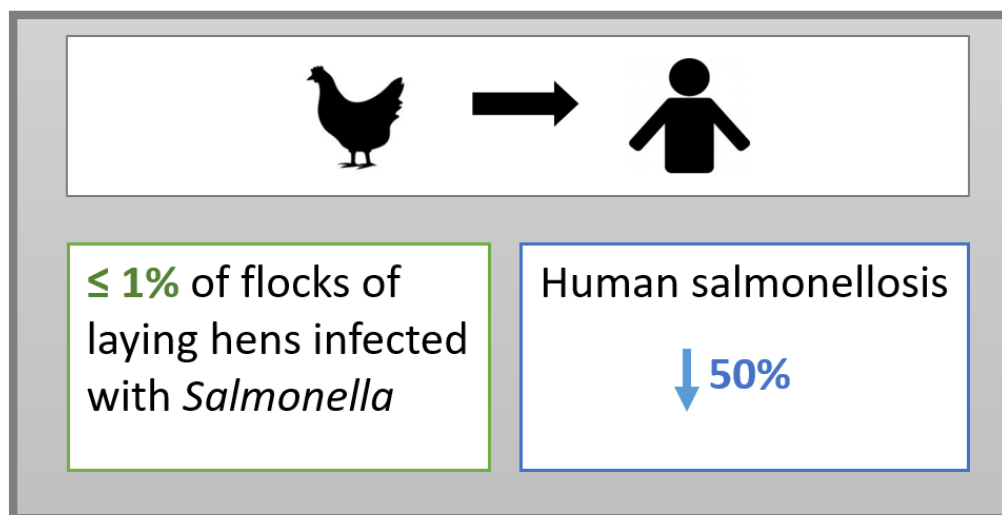 ≤ 1% of flocks of
laying hens infected
with Salmonella
Human salmonellosis
50%